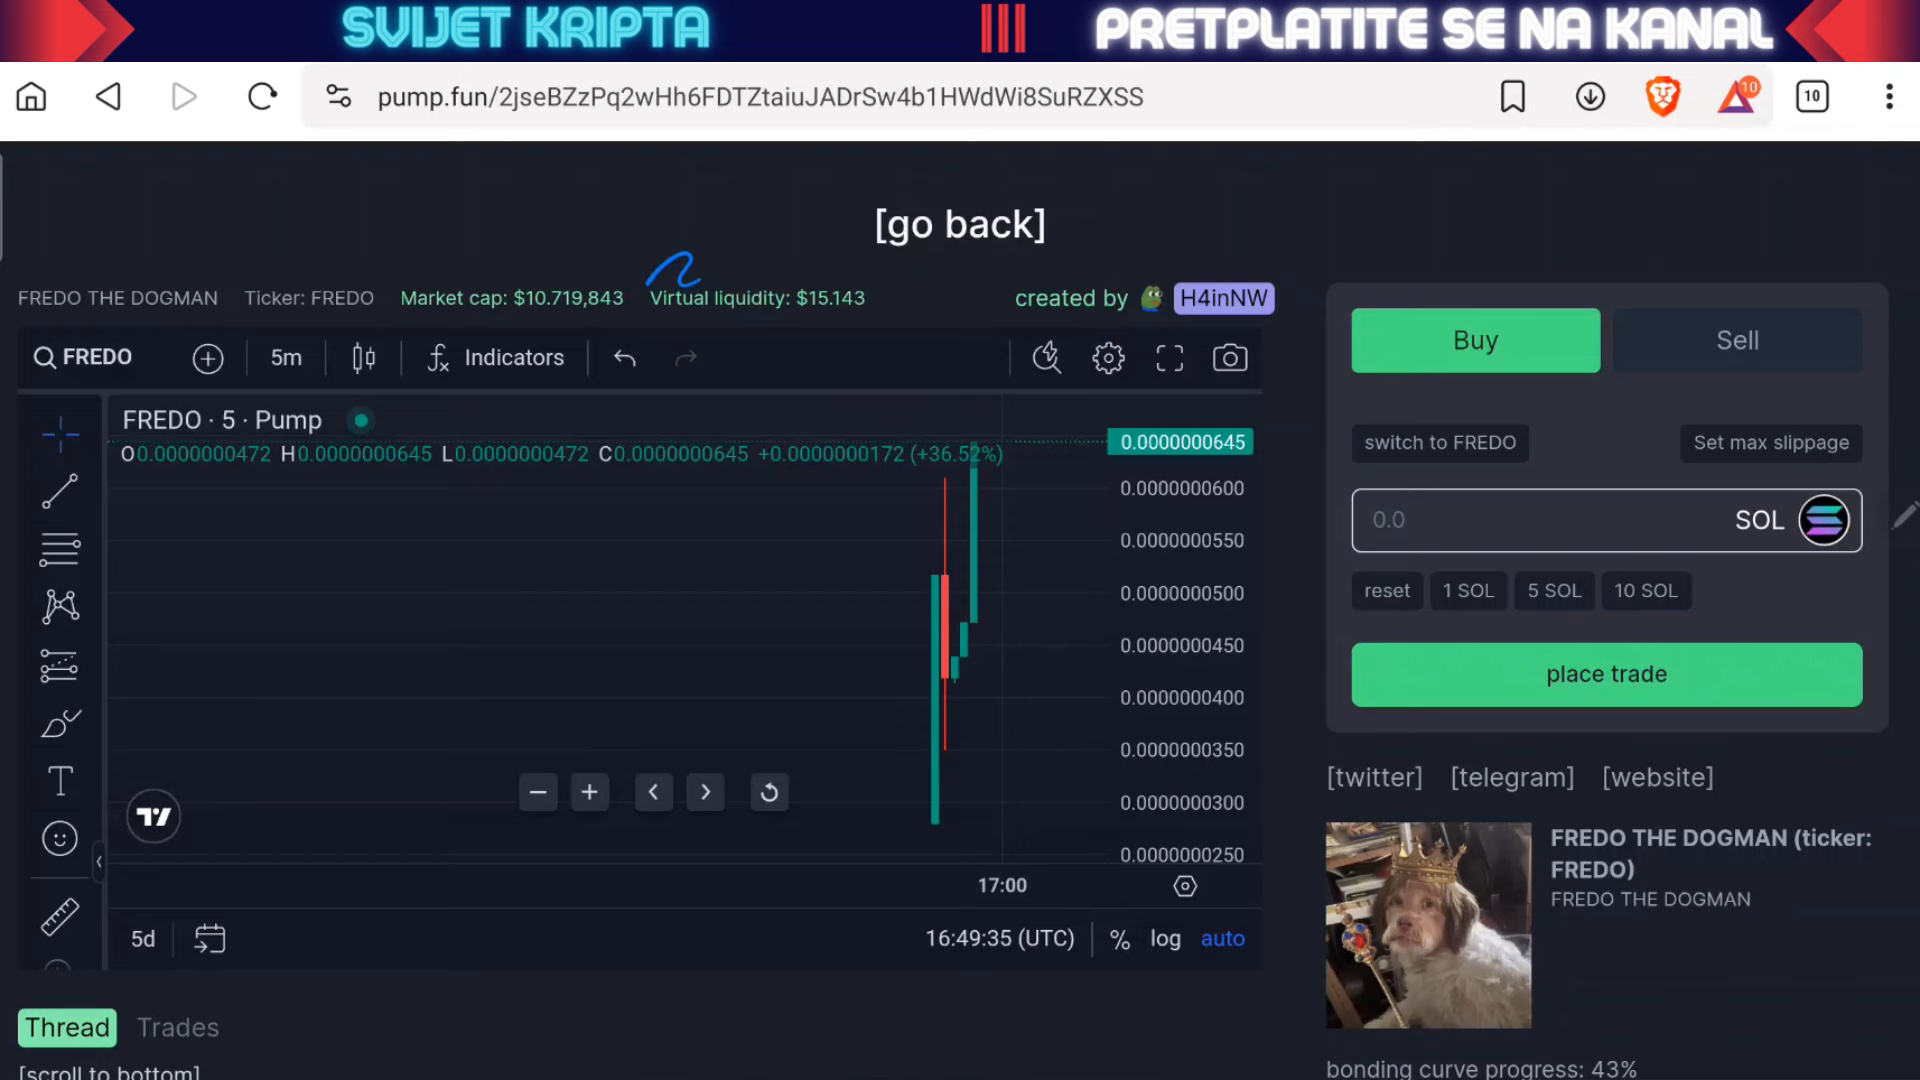 SVIJET KRIPTA
PRETPLATITE SE NA KANAL
pump.fun/2jseBZzPq2wHh6FDTZtaiuJADrSw4b1HWdWi8SuRZXSS
10
10
[go back]
FREDO THE DOGMAN Ticker: FREDO Market cap: $10.719,843 Virtual liquidity: $15.143 created by H4inNW
FREDO 5m Indicators
FREDO · 5 · Pump
O0.0000000472 H0.0000000645 L0.0000000472 C0.0000000645 +0.0000000172 (+36.52%)
0.0000000645
0.0000000600
0.0000000550
0.0000000500
0.0000000450
0.0000000400
0.0000000350
0.0000000300
0.0000000250
17:00
5d 16:49:35 (UTC) % log auto
Thread Trades
[scroll to bottom]
Buy Sell
switch to FREDO Set max slippage
0.0 SOL
reset 1 SOL 5 SOL 10 SOL
place trade
[twitter] [telegram] [website]
FREDO THE DOGMAN (ticker:
FREDO)
FREDO THE DOGMAN
bonding curve progress: 43%